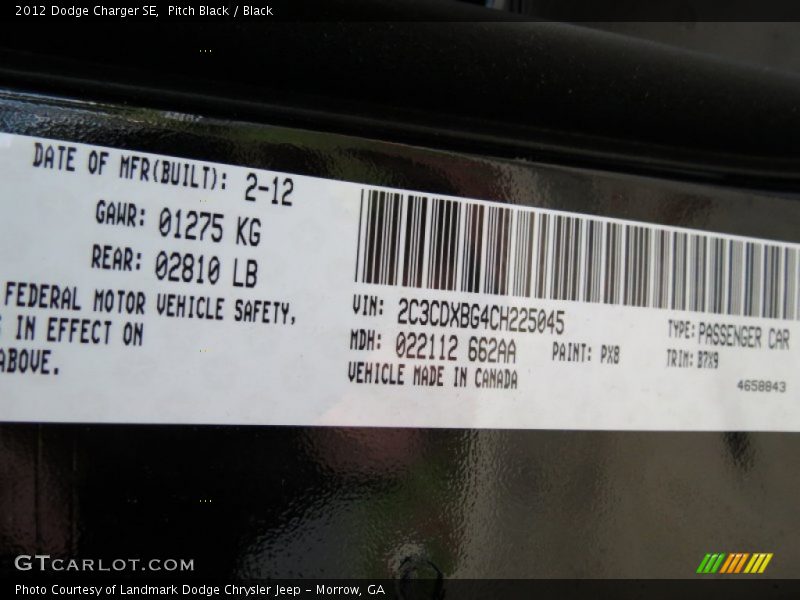 2012 Dodge Charger SE, Pitch Black / Black
DATE OF MFR(BUILT): 2-12
GAWR: 01275 KG
REAR: 02810 LB
FEDERAL MOTOR VEHICLE SAFETY,
IN EFFECT ON
ABOVE.
VIN: 2C3CDXBG4CH225045
TYPE: PASSENGER CAR
MDH: 022112 662AA
PAINT: PX8
TRIM: B7X9
VEHICLE MADE IN CANADA
4658843
GTCARLOT.COM
Photo Courtesy of Landmark Dodge Chrysler Jeep - Morrow, GA